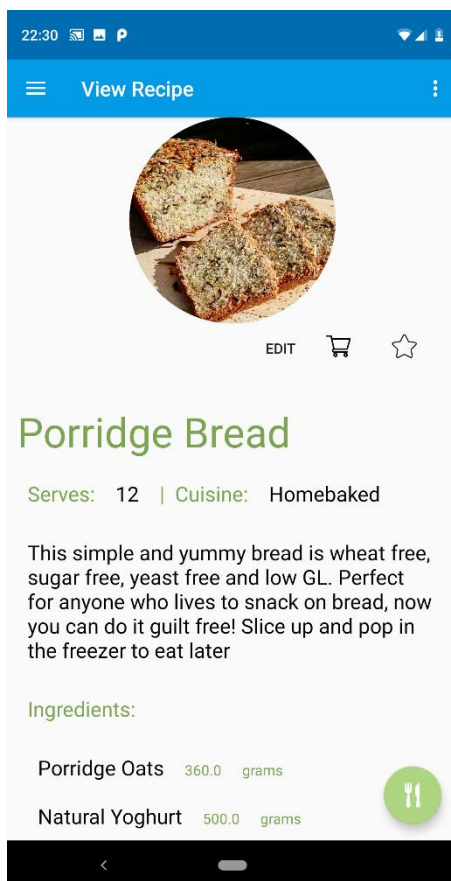 22:30
View Recipe
EDIT
Porridge Bread
Serves: 12 | Cuisine: Homebaked
This simple and yummy bread is wheat free,
sugar free, yeast free and low GL. Perfect
for anyone who lives to snack on bread, now
you can do it guilt free! Slice up and pop in
the freezer to eat later
Ingredients:
Porridge Oats 360.0 grams
Natural Yoghurt 500.0 grams